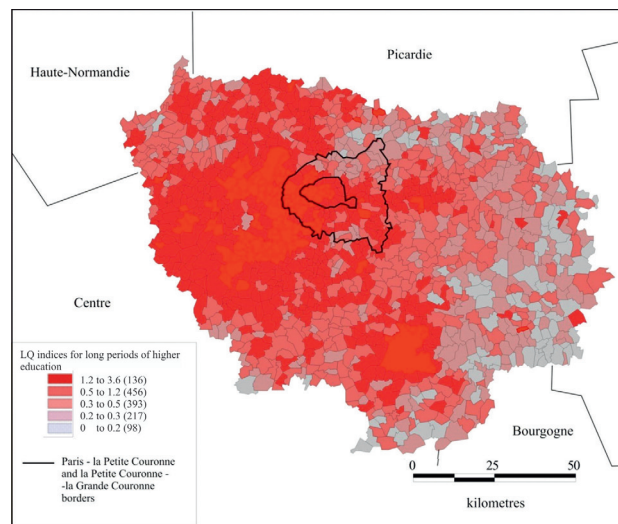 Picardie
Haute-Normandie
Centre
Bourgogne
LQ indices for long periods of higher
education
1.2 to 3.6 (136)
0.5 to 1.2 (456)
0.3 to 0.5 (393)
0.2 to 0.3 (217)
0 to 0.2 (98)
Paris - la Petite Couronne
and la Petite Couronne -
-la Grande Couronne
borders
0 25 50
kilometres